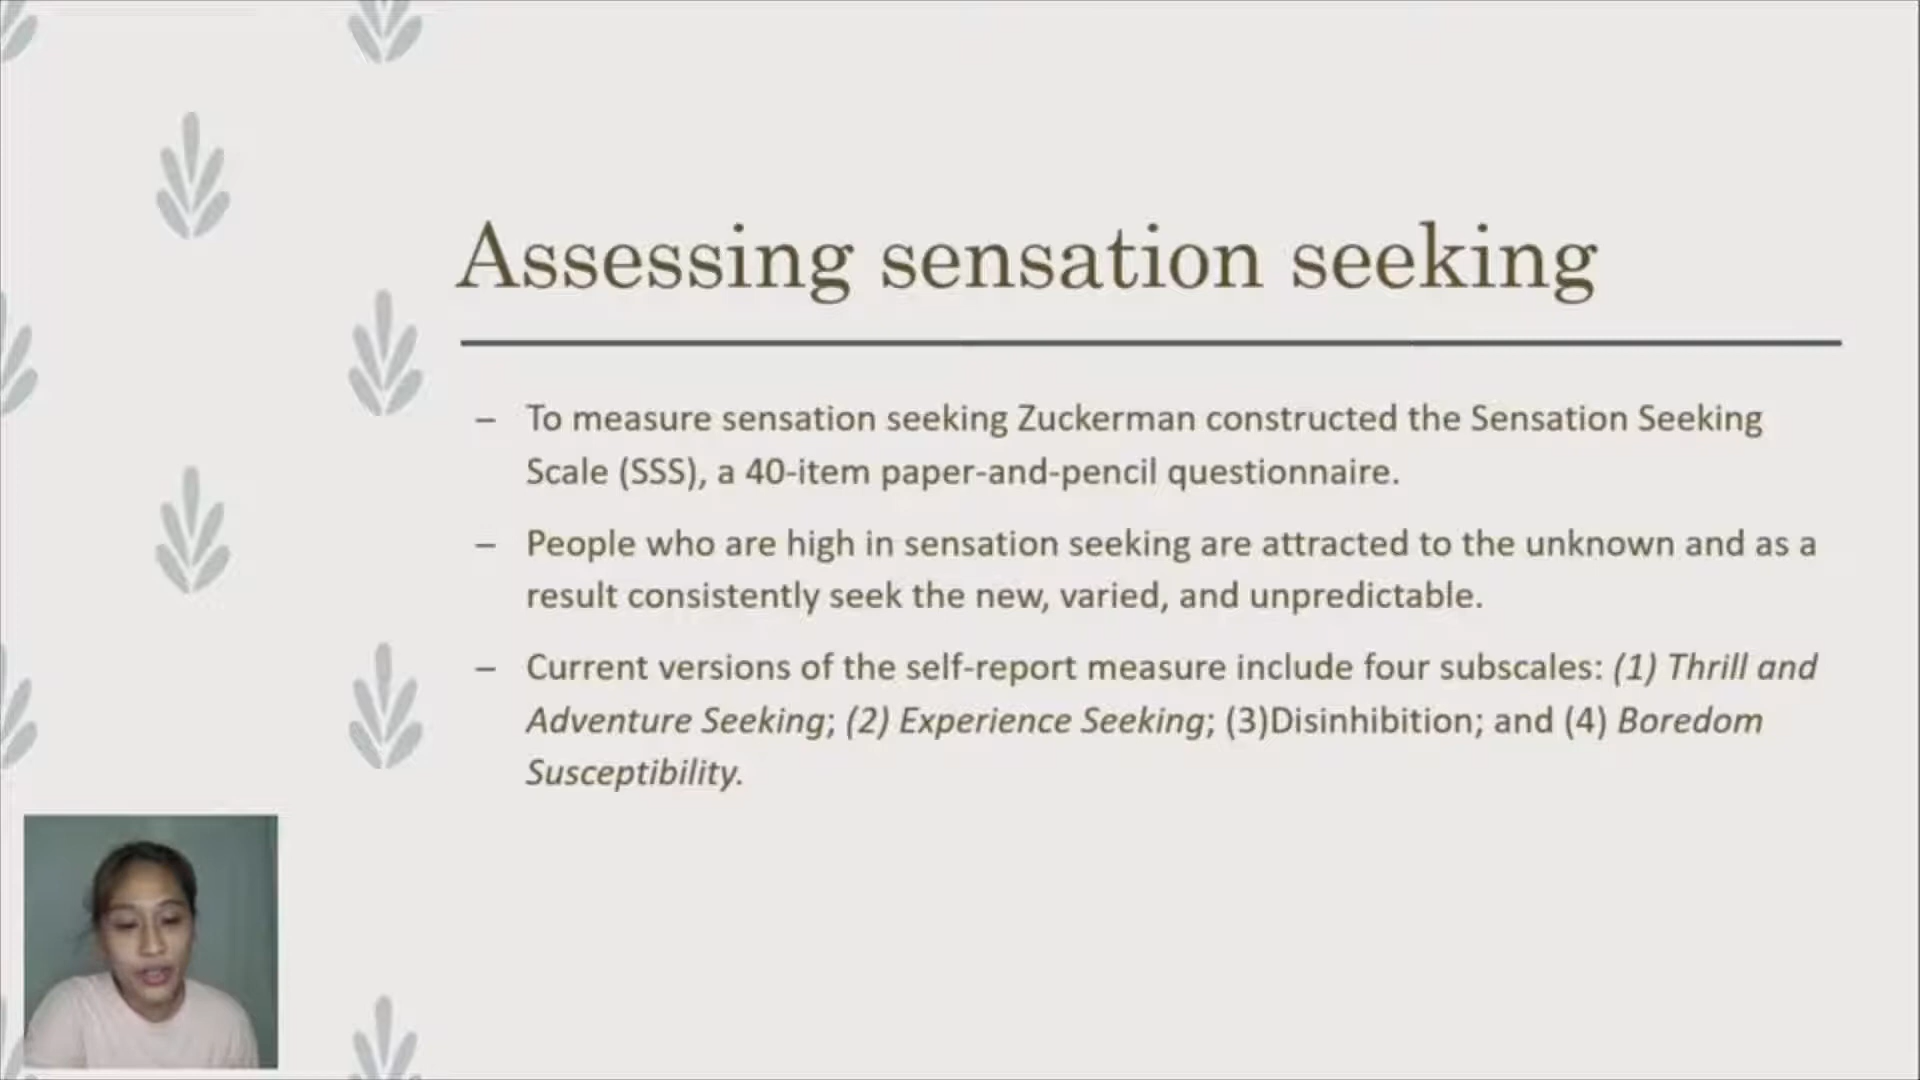 Assessing sensation seeking
– To measure sensation seeking Zuckerman constructed the Sensation Seeking
Scale (SSS), a 40-item paper-and-pencil questionnaire.
– People who are high in sensation seeking are attracted to the unknown and as a
result consistently seek the new, varied, and unpredictable.
– Current versions of the self-report measure include four subscales: (1) Thrill and
Adventure Seeking; (2) Experience Seeking; (3)Disinhibition; and (4) Boredom
Susceptibility.